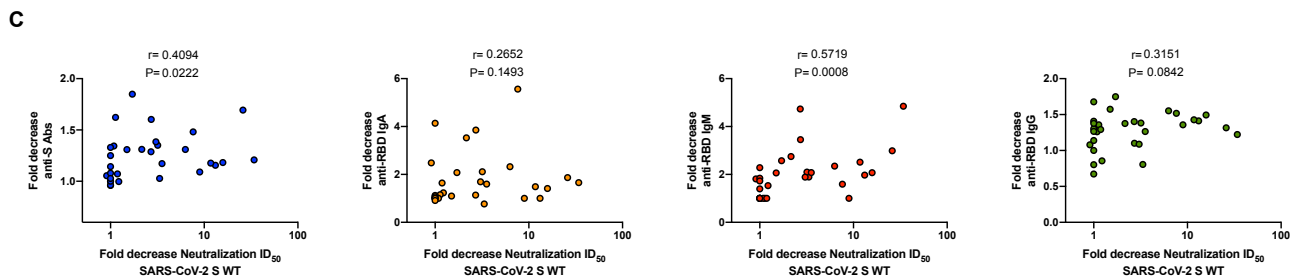 C
r= 0.4094
P= 0.0222
2.0
1.5
1.0
1
10
100
Fold decrease
anti-S Abs
Fold decrease Neutralization ID50
SARS-CoV-2 S WT
r= 0.2652
P= 0.1493
6
4
2
0
1
10
100
Fold decrease
anti-RBD IgA
Fold decrease Neutralization ID50
SARS-CoV-2 S WT
r= 0.5719
P= 0.0008
6
4
2
0
1
10
100
Fold decrease
anti-RBD IgM
Fold decrease Neutralization ID50
SARS-CoV-2 S WT
r= 0.3151
P= 0.0842
2.0
1.5
1.0
0.5
0.0
1
10
100
Fold decrease
anti-RBD IgG
Fold decrease Neutralization ID50
SARS-CoV-2 S WT